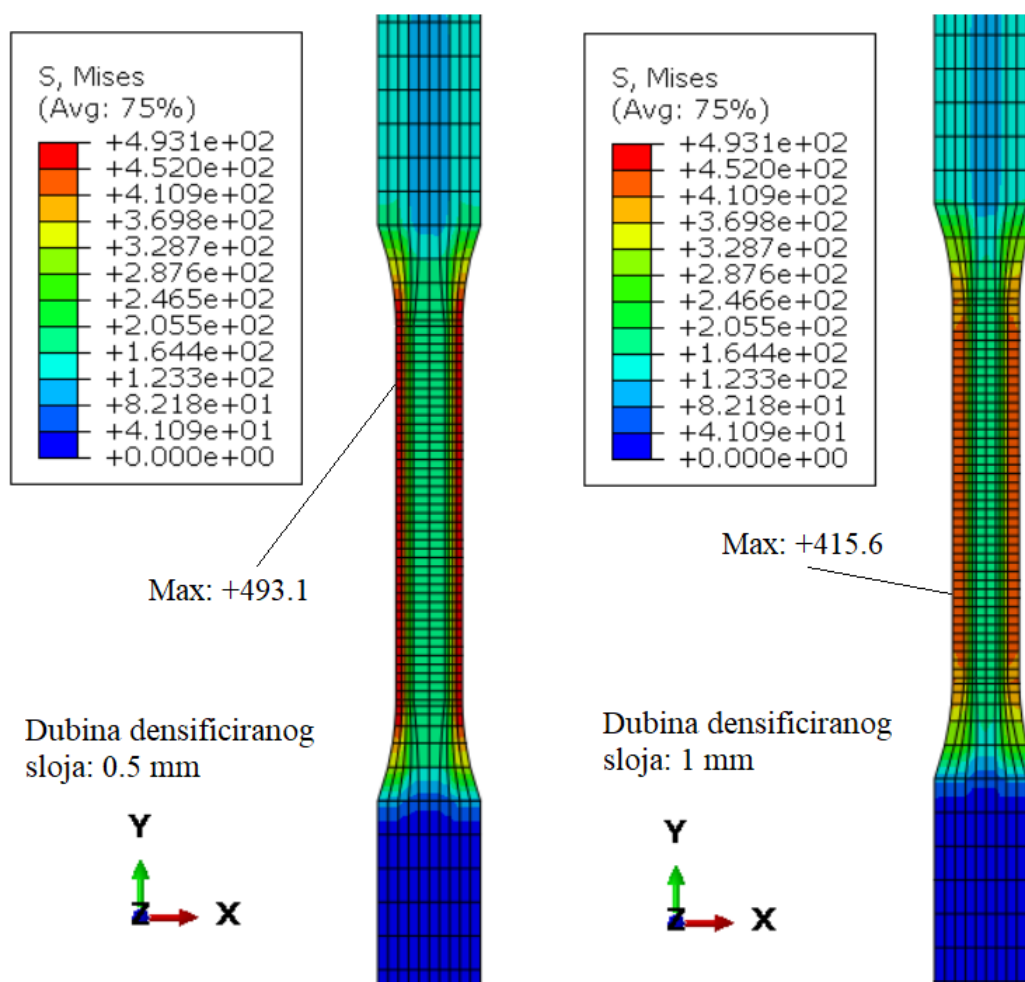 S, Mises
(Avg: 75%)
+4.931e+02
+4.520e+02
+4.109e+02
+3.698e+02
+3.287e+02
+2.876e+02
+2.465e+02
+2.055e+02
+1.644e+02
+1.233e+02
+8.218e+01
+4.109e+01
+0.000e+00
Max: +493.1
Dubina densificiranog
sloja: 0.5 mm
Y
Z
X
S, Mises
(Avg: 75%)
+4.931e+02
+4.520e+02
+4.109e+02
+3.698e+02
+3.287e+02
+2.876e+02
+2.466e+02
+2.055e+02
+1.644e+02
+1.233e+02
+8.218e+01
+4.109e+01
+0.000e+00
Max: +415.6
Dubina densificiranog
sloja: 1 mm
Y
Z
X